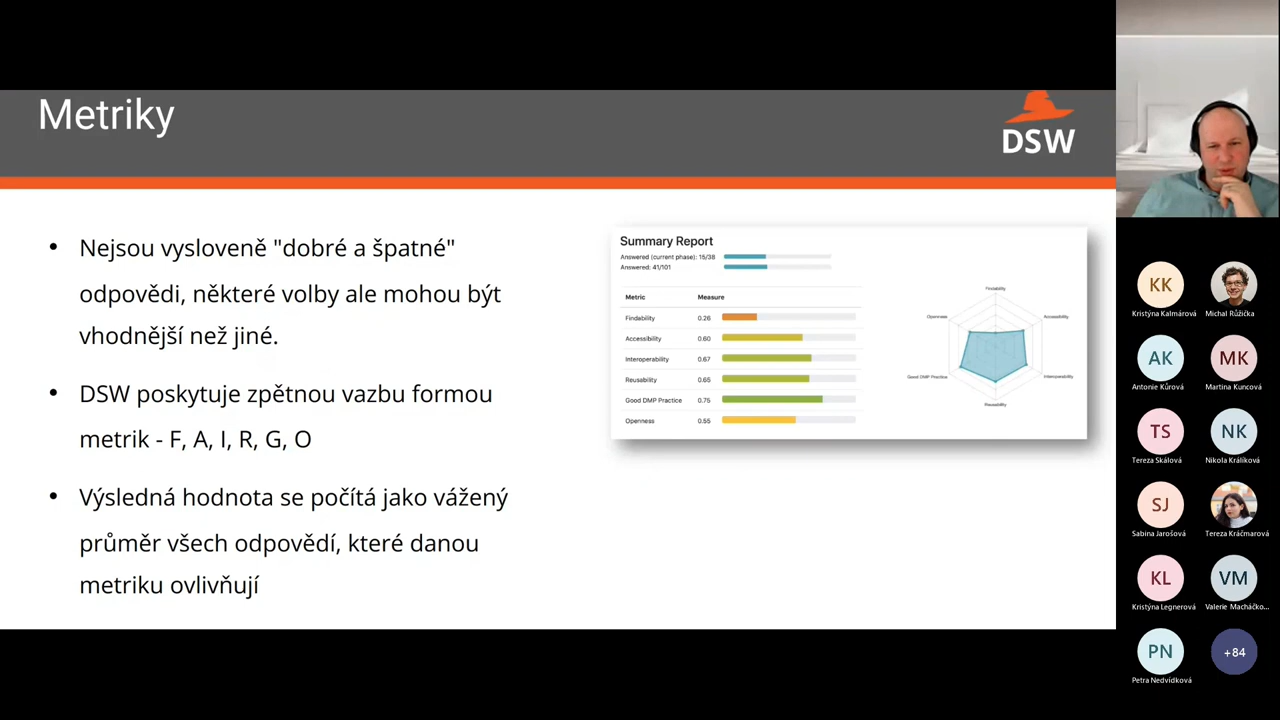 Metriky
DSW
Nejsou vysloveně "dobré a špatné"
odpovědi, některé volby ale mohou být
vhodnější než jiné.
DSW poskytuje zpětnou vazbu formou
metrik - F, A, I, R, G, O
Výsledná hodnota se počítá jako vážený
průměr všech odpovědí, které danou
metriku ovlivňují
Summary Report
Answered (current phase): 15/38
Answered: 41/101
Metric Measure
Findability 0.26
Accessibility 0.60
Interoperability 0.67
Reusability 0.65
Good DMP Practice 0.75
Openness 0.55
Findability
Openness
Accessibility
Good DMP Practice
Interoperability
Reusability
KK
Kristýna Kalmárová
Michal Růžička
AK
Antonie Kůrová
MK
Martina Kuncová
TS
Tereza Skálová
NK
Nikola Králíková
SJ
Sabina Jarošová
Tereza Kráčmarová
KL
Kristýna Legnerová
VM
Valerie Macháčko...
PN
Petra Nedvídková
+84